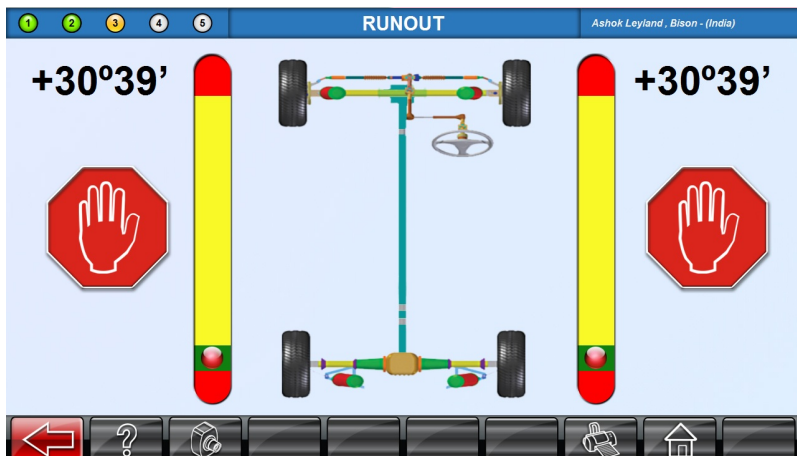 1 2 3 4 5 RUNOUT Ashok Leyland , Bison - (India)
+30º39’ +30º39’
?